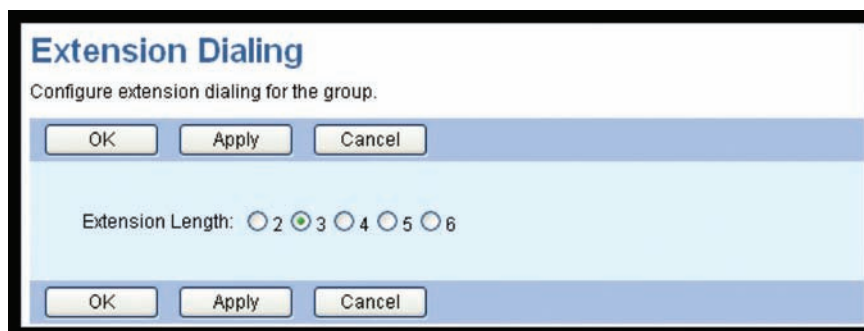 Extension Dialing
Configure extension dialing for the group.
OK Apply Cancel
Extension Length: 2 3 4 5 6
OK Apply Cancel